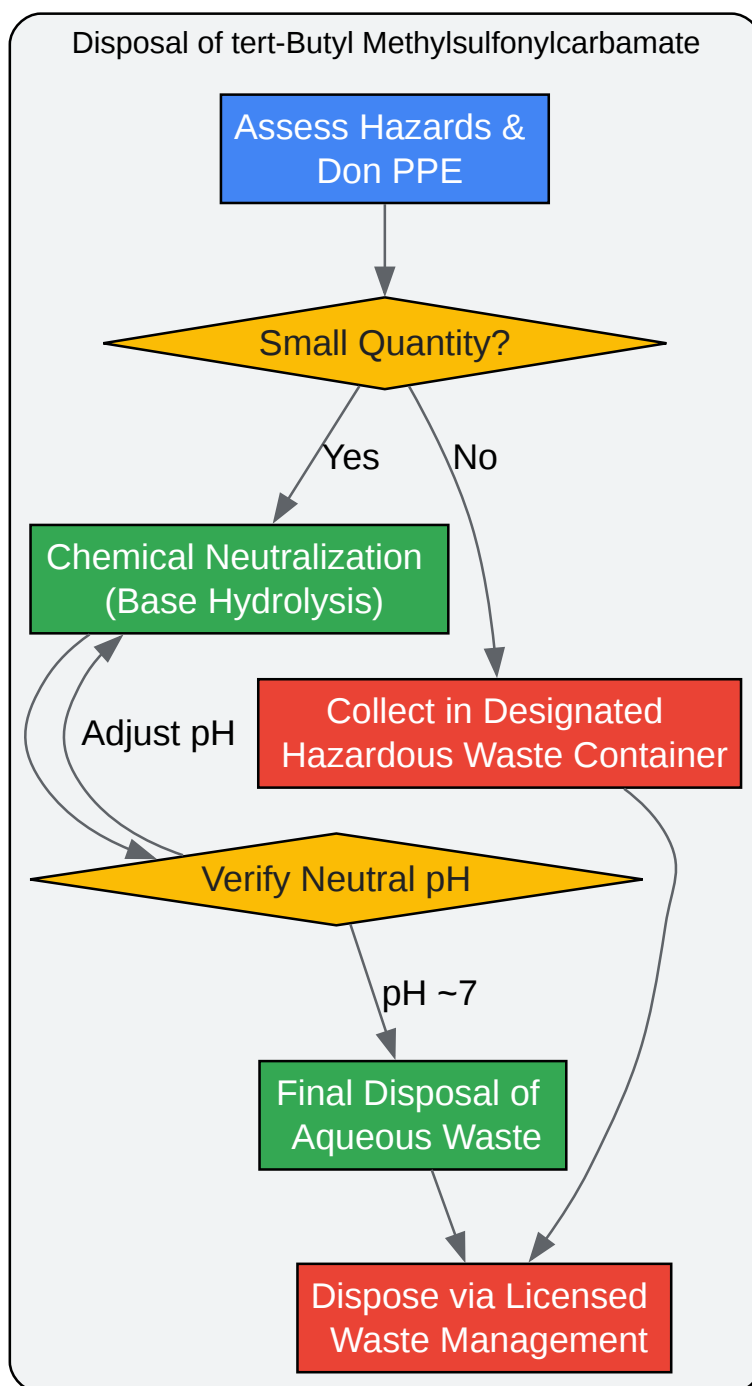 Disposal of tert-Butyl Methylsulfonylcarbamate
Assess Hazards &
Don PPE
Small Quantity?
Yes
No
Chemical Neutralization
(Base Hydrolysis)
Collect in Designated
Hazardous Waste Container
Adjust pH
Verify Neutral pH
pH ~7
Final Disposal of
Aqueous Waste
Dispose via Licensed
Waste Management